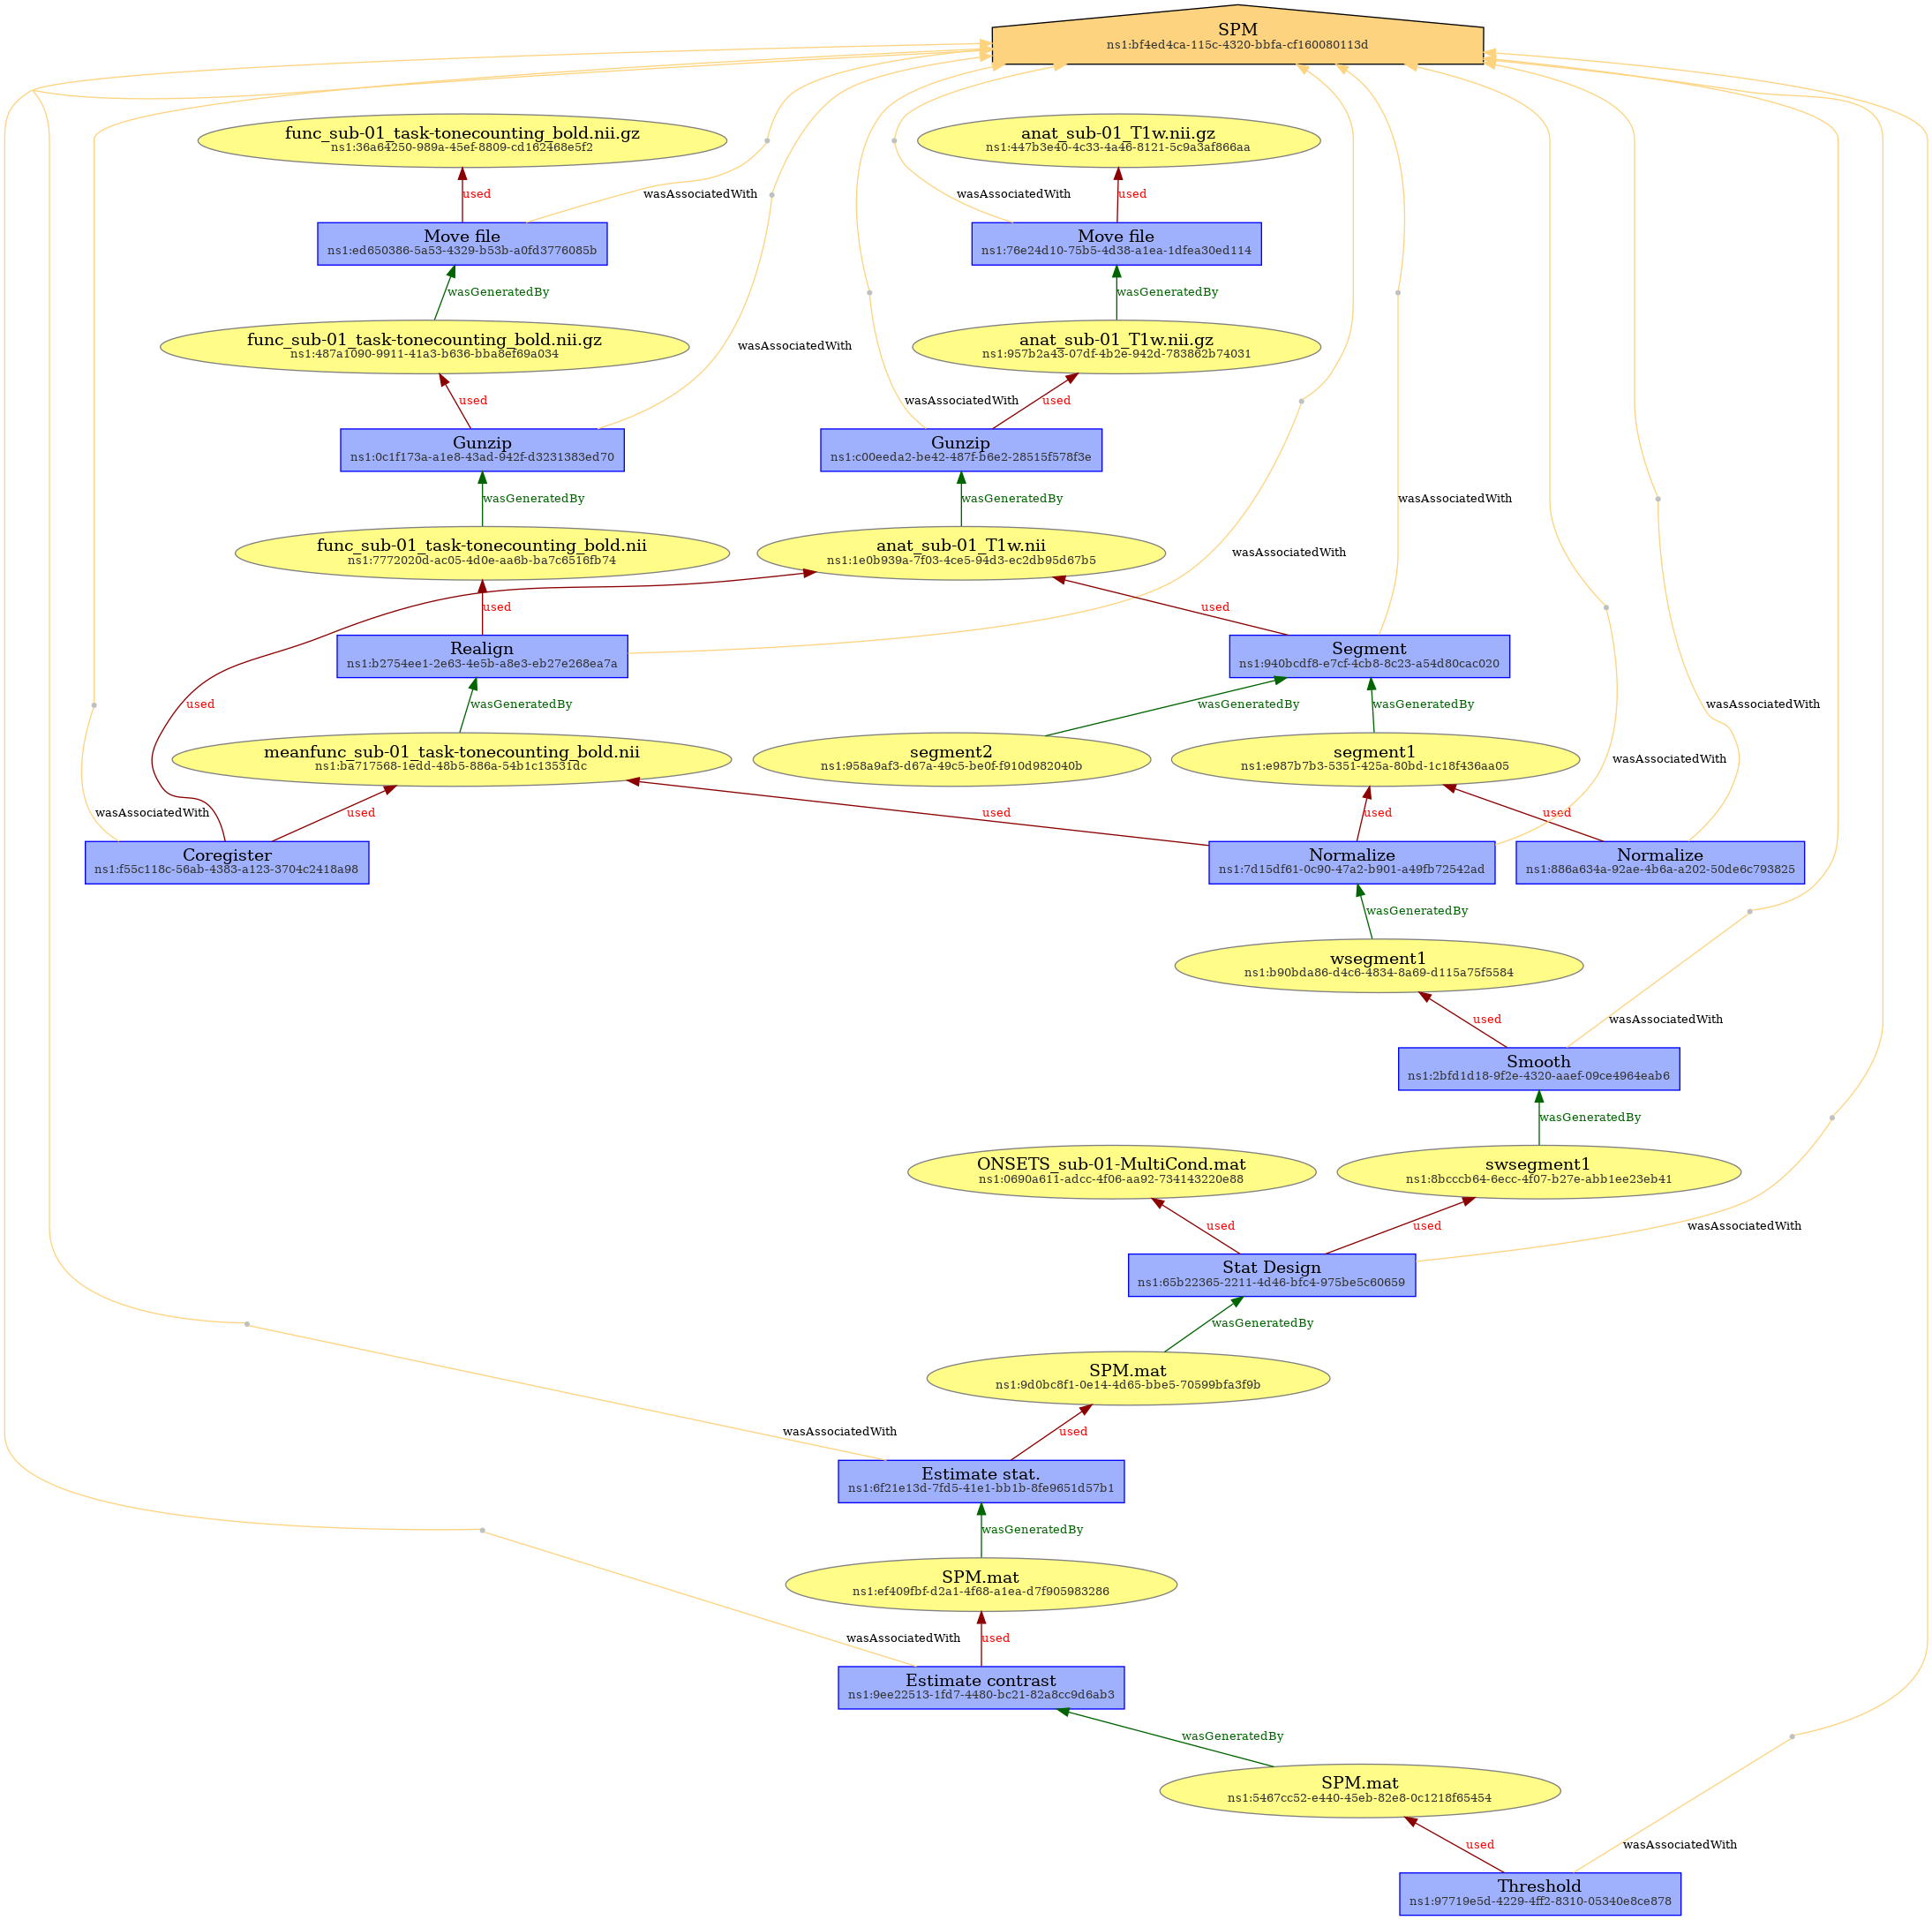 SPM
ns1:bf4ed4ca-115c-4320-bbfa-cf160080113d
func_sub-01_task-tonecounting_bold.nii.gz
ns1:36a64250-989a-45ef-8809-cd162468e5f2
anat_sub-01_T1w.nii.gz
ns1:447b3e40-4c33-4a46-8121-5c9a3af866aa
used
wasAssociatedWith
wasAssociatedWith
used
Move file
ns1:ed650386-5a53-4329-b53b-a0fd3776085b
Move file
ns1:76e24d10-75b5-4d38-a1ea-1dfea30ed114
wasGeneratedBy
wasGeneratedBy
func_sub-01_task-tonecounting_bold.nii.gz
ns1:487a1090-9911-41a3-b636-bba8ef69a034
wasAssociatedWith
anat_sub-01_T1w.nii.gz
ns1:957b2a43-07df-4b2e-942d-783862b74031
used
wasAssociatedWith
used
Gunzip
ns1:0c1f173a-a1e8-43ad-942f-d3231383ed70
Gunzip
ns1:c00eeda2-be42-487f-b6e2-28515f578f3e
wasGeneratedBy
wasGeneratedBy
wasAssociatedWith
func_sub-01_task-tonecounting_bold.nii
ns1:7772020d-ac05-4d0e-aa6b-ba7c6516fb74
anat_sub-01_T1w.nii
ns1:1e0b939a-7f03-4ce5-94d3-ec2db95d67b5
wasAssociatedWith
used
used
Realign
ns1:b2754ee1-2e63-4e5b-a8e3-eb27e268ea7a
Segment
ns1:940bcdf8-e7cf-4cb8-8c23-a54d80cac020
used
wasGeneratedBy
wasGeneratedBy
wasGeneratedBy
wasAssociatedWith
meanfunc_sub-01_task-tonecounting_bold.nii
ns1:ba717568-1edd-48b5-886a-54b1c13531dc
segment2
ns1:958a9af3-d67a-49c5-be0f-f910d982040b
segment1
ns1:e987b7b3-5351-425a-80bd-1c18f436aa05
wasAssociatedWith
wasAssociatedWith
used
used
used
used
Coregister
ns1:f55c118c-56ab-4383-a123-3704c2418a98
Normalize
ns1:7d15df61-0c90-47a2-b901-a49fb72542ad
Normalize
ns1:886a634a-92ae-4b6a-a202-50de6c793825
wasGeneratedBy
wsegment1
ns1:b90bda86-d4c6-4834-8a69-d115a75f5584
used
wasAssociatedWith
Smooth
ns1:2bfd1d18-9f2e-4320-aaef-09ce4964eab6
wasGeneratedBy
ONSETS_sub-01-MultiCond.mat
ns1:0690a611-adcc-4f06-aa92-734143220e88
swsegment1
ns1:8bcccb64-6ecc-4f07-b27e-abb1ee23eb41
used
used
wasAssociatedWith
Stat Design
ns1:65b22365-2211-4d46-bfc4-975be5c60659
wasGeneratedBy
SPM.mat
ns1:9d0bc8f1-0e14-4d65-bbe5-70599bfa3f9b
wasAssociatedWith
used
Estimate stat.
ns1:6f21e13d-7fd5-41e1-bb1b-8fe9651d57b1
wasGeneratedBy
SPM.mat
ns1:ef409fbf-d2a1-4f68-a1ea-d7f905983286
wasAssociatedWith
used
Estimate contrast
ns1:9ee22513-1fd7-4480-bc21-82a8cc9d6ab3
wasGeneratedBy
SPM.mat
ns1:5467cc52-e440-45eb-82e8-0c1218f65454
used
wasAssociatedWith
Threshold
ns1:97719e5d-4229-4ff2-8310-05340e8ce878